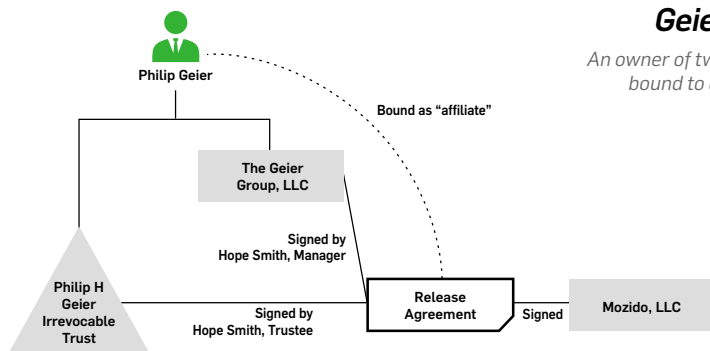 Geie
An owner of tw
bound to
Philip Geier
Bound as “affiliate”
The Geier
Group, LLC
Signed by
Hope Smith, Manager
Philip H
Geier
Irrevocable
Trust
Signed by
Hope Smith, Trustee
Release
Agreement
Signed
Mozido, LLC